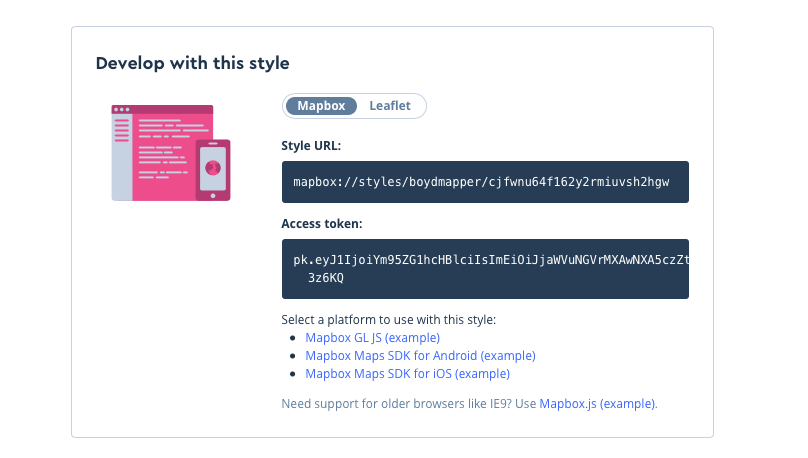 Develop with this style
Mapbox Leaflet
Style URL:
mapbox://styles/boydmapper/cjfwnu64f162y2rmiuvsh2hgw
Access token:
pk.eyJ1IjoiYm95ZG1hcHBlciIsImEiOiJjaWVuNGVrMXAwNXA5czZt
3z6KQ
Select a platform to use with this style:
Mapbox GL JS (example)
Mapbox Maps SDK for Android (example)
Mapbox Maps SDK for iOS (example)
Need support for older browsers like IE9? Use Mapbox.js (example).